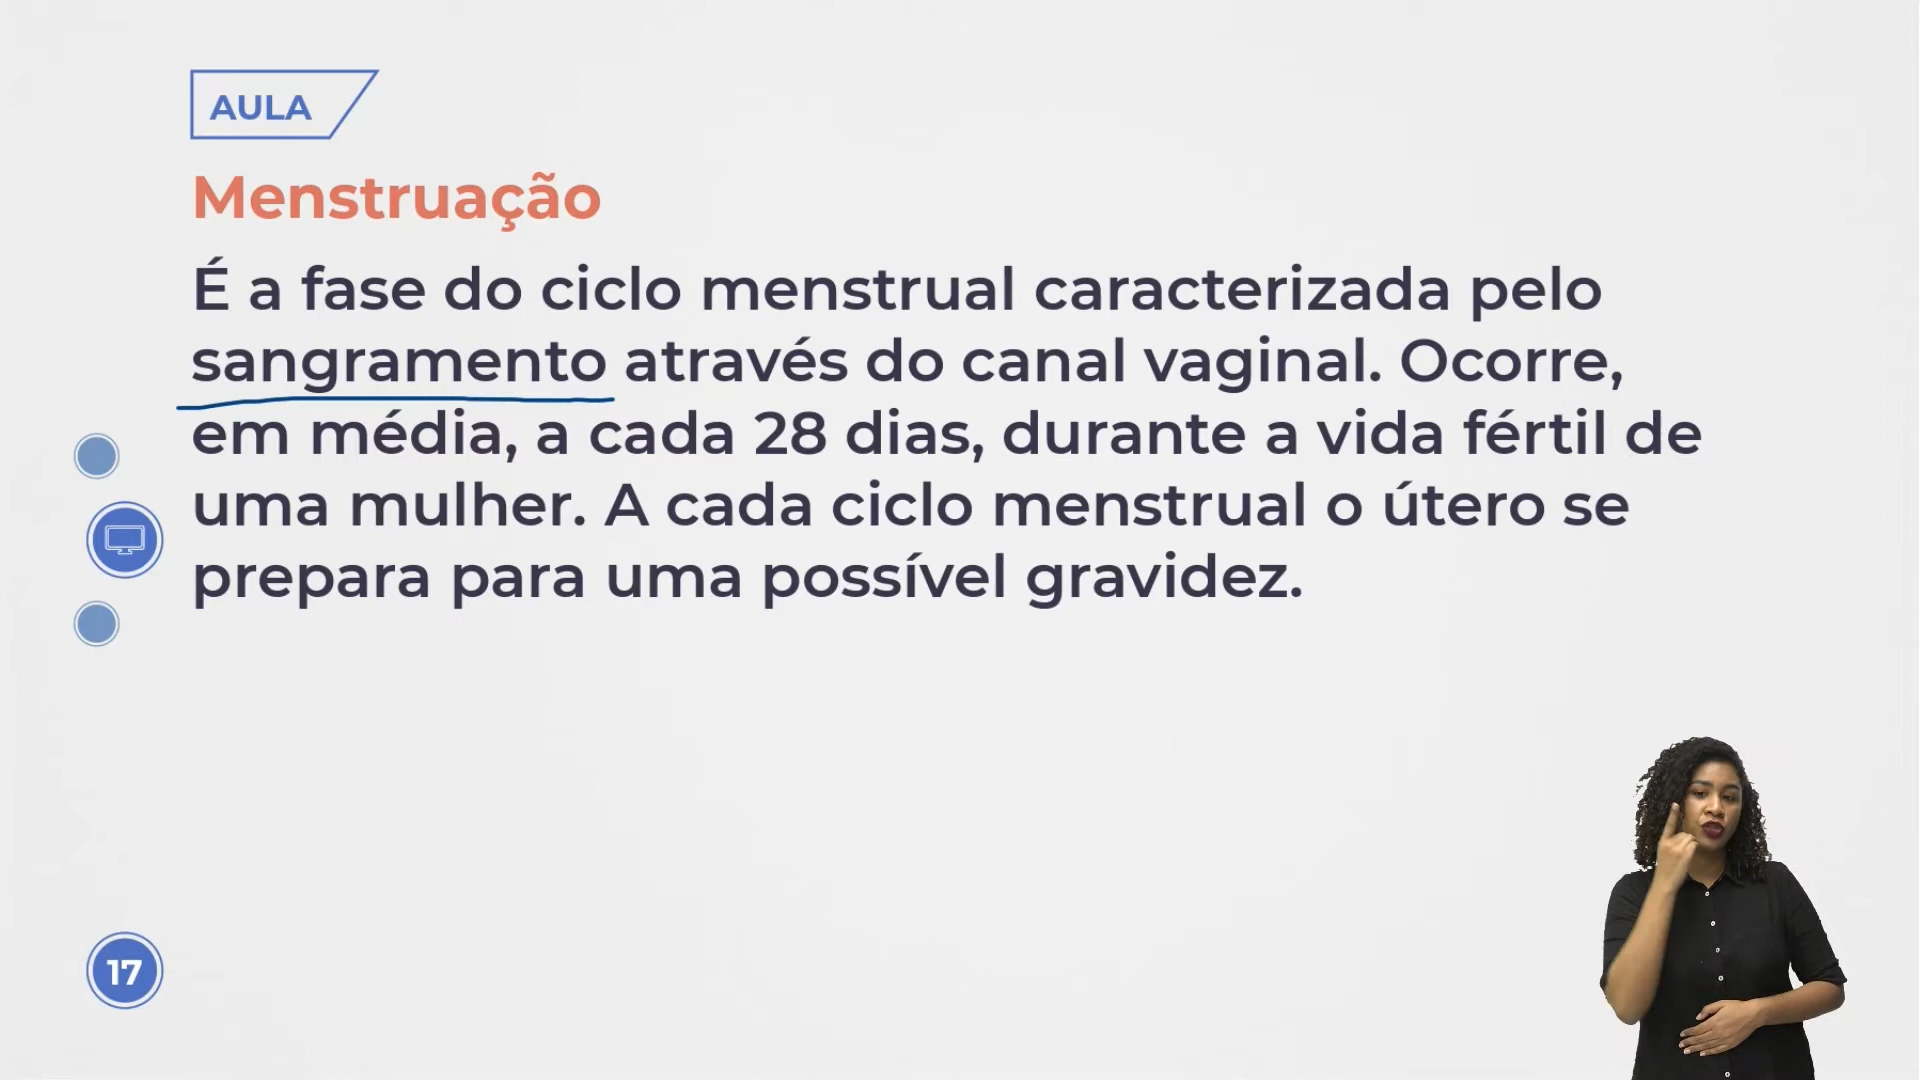 AULA
Menstruação
É a fase do ciclo menstrual caracterizada pelo
sangramento através do canal vaginal. Ocorre,
em média, a cada 28 dias, durante a vida fértil de
uma mulher. A cada ciclo menstrual o útero se
prepara para uma possível gravidez.
17